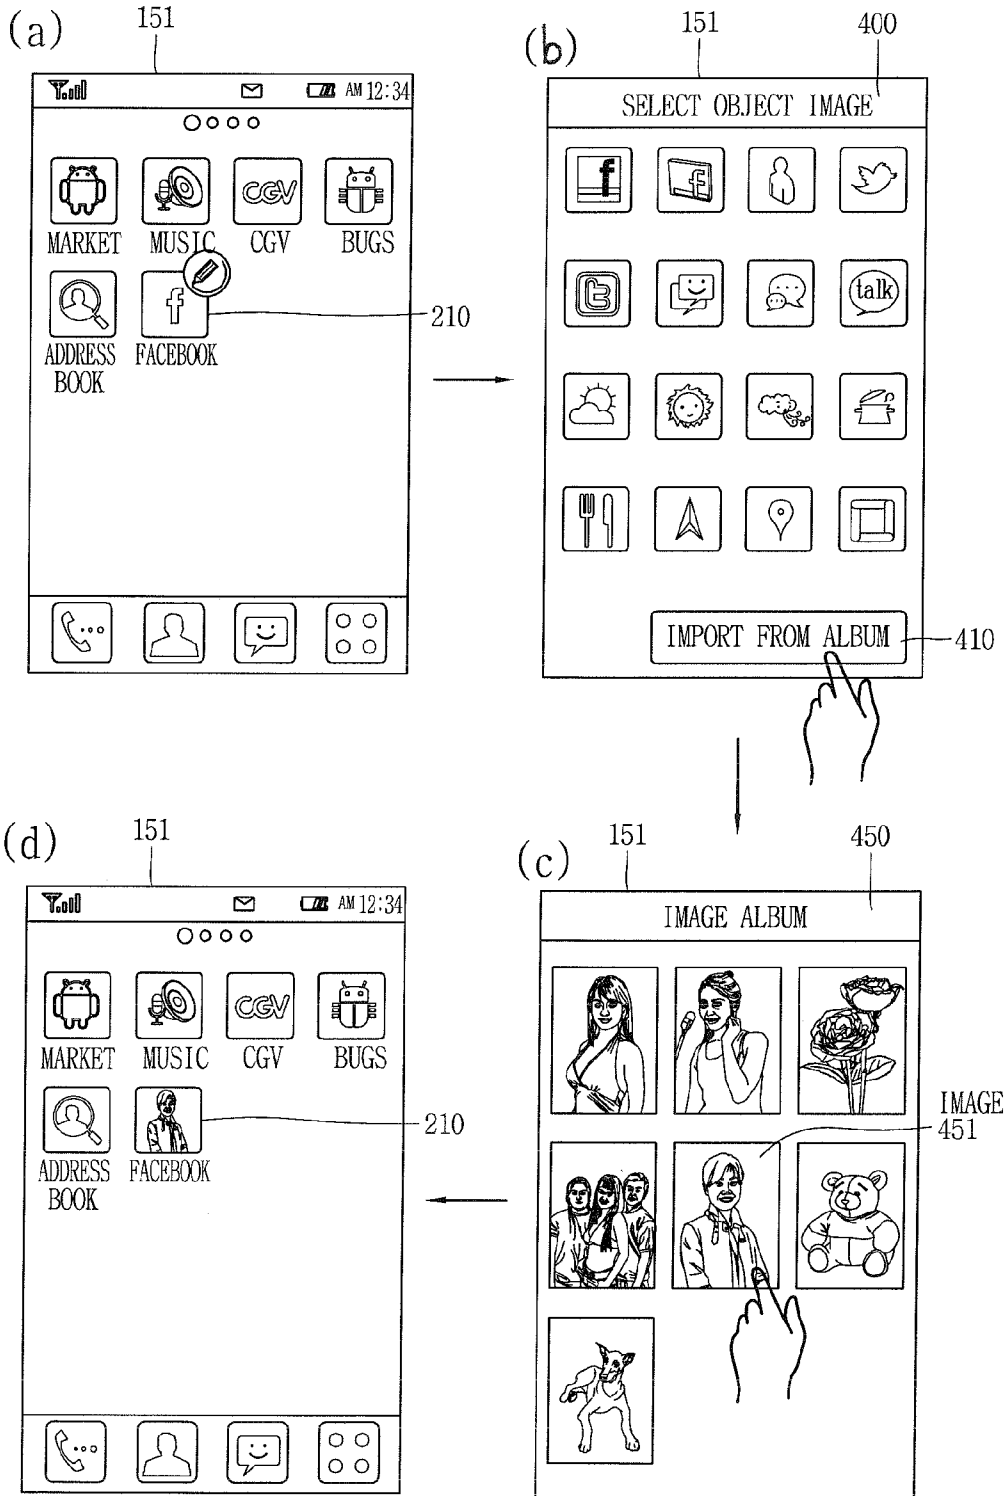 (a)
151
AM 12:34
MARKET
MUSIC
CGV
CGV
BUGS
f
210
ADDRESS
BOOK
FACEBOOK
(b)
151
400
SELECT OBJECT IMAGE
f
f
t
talk
IMPORT FROM ALBUM
410
(c)
151
450
IMAGE ALBUM
IMAGE
451
(d)
151
AM 12:34
CGV
MARKET
MUSIC
CGV
BUGS
210
ADDRESS
BOOK
FACEBOOK